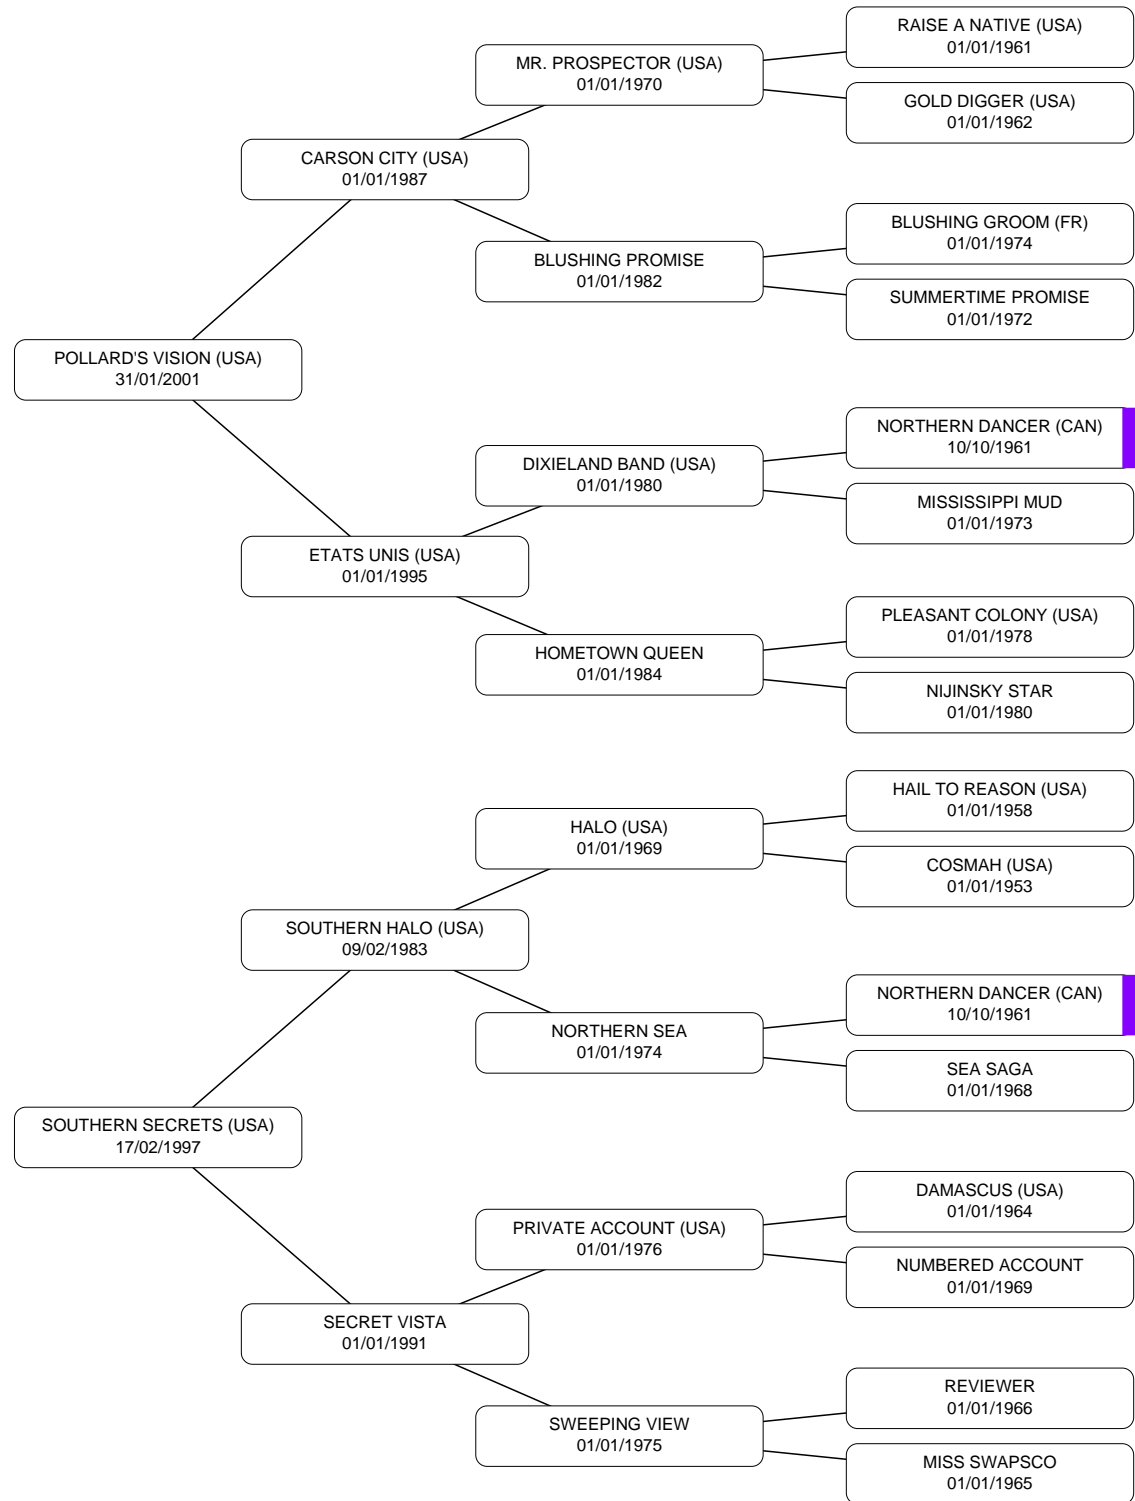 RAISE A NATIVE (USA)
01/01/1961
MR. PROSPECTOR (USA)
01/01/1970
GOLD DIGGER (USA)
01/01/1962
CARSON CITY (USA)
01/01/1987
BLUSHING GROOM (FR)
01/01/1974
BLUSHING PROMISE
01/01/1982
SUMMERTIME PROMISE
01/01/1972
POLLARD'S VISION (USA)
31/01/2001
NORTHERN DANCER (CAN)
10/10/1961
DIXIELAND BAND (USA)
01/01/1980
MISSISSIPPI MUD
01/01/1973
ETATS UNIS (USA)
01/01/1995
PLEASANT COLONY (USA)
01/01/1978
HOMETOWN QUEEN
01/01/1984
NIJINSKY STAR
01/01/1980
HAIL TO REASON (USA)
01/01/1958
HALO (USA)
01/01/1969
COSMAH (USA)
01/01/1953
SOUTHERN HALO (USA)
09/02/1983
NORTHERN DANCER (CAN)
10/10/1961
NORTHERN SEA
01/01/1974
SEA SAGA
01/01/1968
SOUTHERN SECRETS (USA)
17/02/1997
DAMASCUS (USA)
01/01/1964
PRIVATE ACCOUNT (USA)
01/01/1976
NUMBERED ACCOUNT
01/01/1969
SECRET VISTA
01/01/1991
REVIEWER
01/01/1966
SWEEPING VIEW
01/01/1975
MISS SWAPSCO
01/01/1965